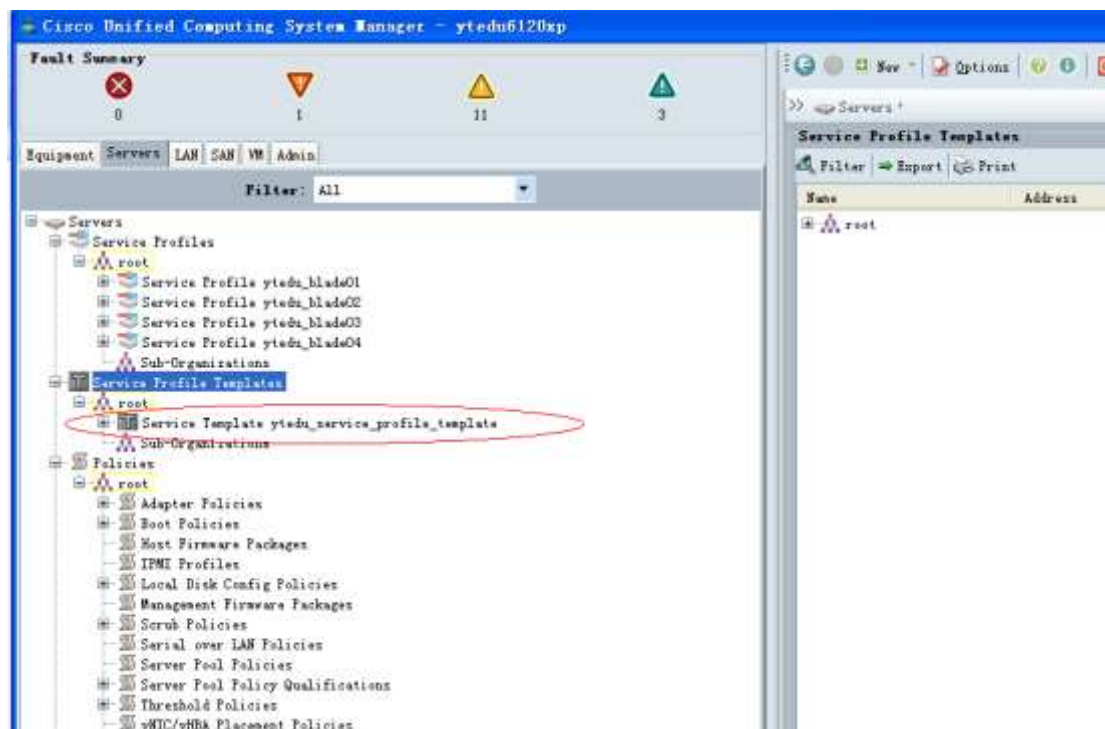 Cisco Unified Computing System Manager - ytedu6120xp
Fault Summary
0 1 11 3
Equipment Servers LAN SAN VM Admin
Filter: All
Servers
Service Profiles
root
Service Profile ytedu_blade01
Service Profile ytedu_blade02
Service Profile ytedu_blade03
Service Profile ytedu_blade04
Sub-Organizations
Service Profile Templates
root
Service Template ytedu_service_profile_template
Sub-Organizations
Policies
root
Adapter Policies
Boot Policies
Host Firmware Packages
IPMI Profiles
Local Disk Config Policies
Management Firmware Packages
Scrub Policies
Serial over LAN Policies
Server Pool Policies
Server Pool Policy Qualifications
Threshold Policies
vNIC/vHBA Placement Policies
New Options
>> Servers
Service Profile Templates
Filter Export Print
Name Address
root